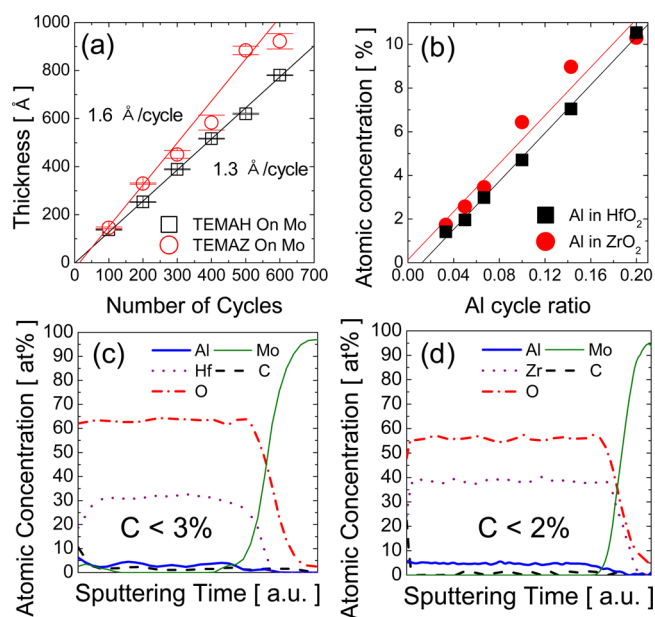 (a)
1000
800
600
400
200
0
Thickness [ Å ]
1.6 Å/cycle
1.3 Å/cycle
TEMAH On Mo
TEMAZ On Mo
0 100 200 300 400 500 600 700
Number of Cycles
(b)
10
8
6
4
2
0
Atomic concentration [ % ]
Al in HfO2
Al in ZrO2
0.00 0.04 0.08 0.12 0.16 0.20
Al cycle ratio
(c)
100
90
80
70
60
50
40
30
20
10
0
Atomic Concentration [ at% ]
Al Mo
Hf C
O
C < 3%
Sputtering Time [ a.u. ]
(d)
100
90
80
70
60
50
40
30
20
10
0
Atomic Concentration [ at% ]
Al Mo
Zr C
O
C < 2%
Sputtering Time [ a.u. ]